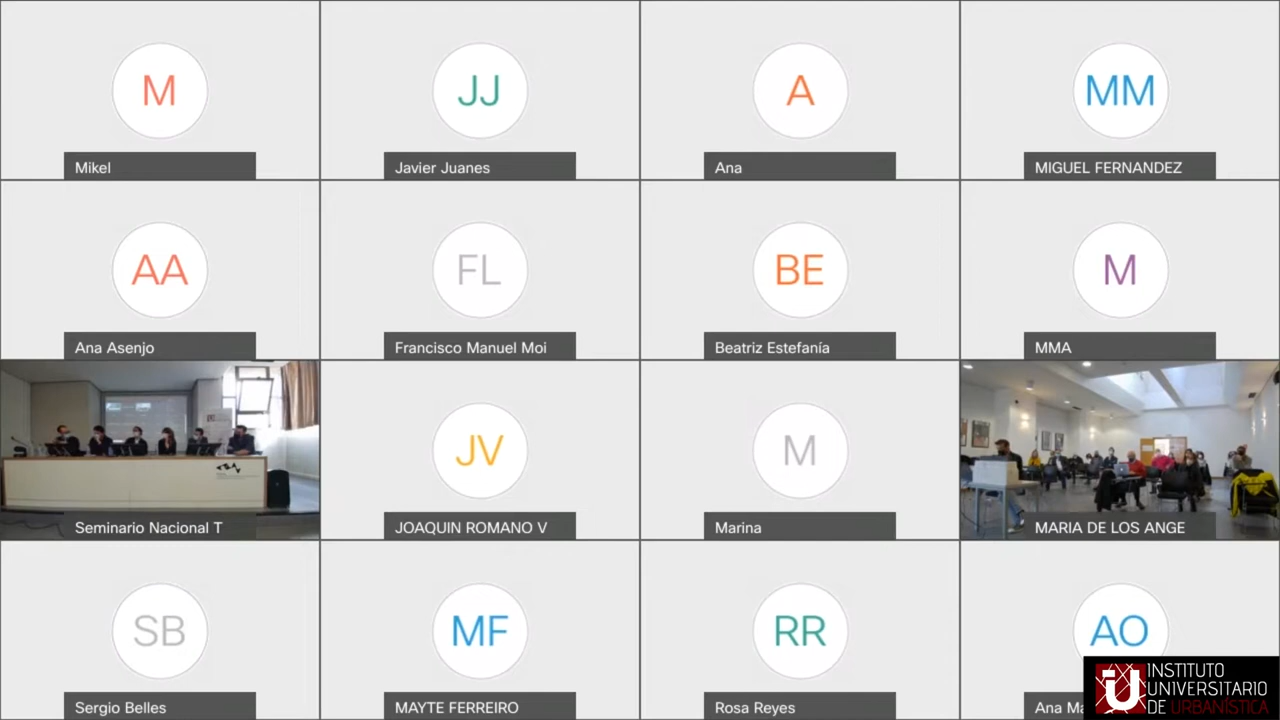 M
JJ
A
MM
Mikel
Javier Juanes
Ana
MIGUEL FERNANDEZ
AA
FL
BE
M
Ana Asenjo
Francisco Manuel Moi
Beatriz Estefanía
MMA
JV
M
Seminario Nacional T
JOAQUIN ROMANO V
Marina
MARIA DE LOS ANGE
SB
MF
RR
AO
Sergio Belles
MAYTE FERREIRO
Rosa Reyes
Ana Ma
iU
INSTITUTO
UNIVERSITARIO
DE URBANÍSTICA